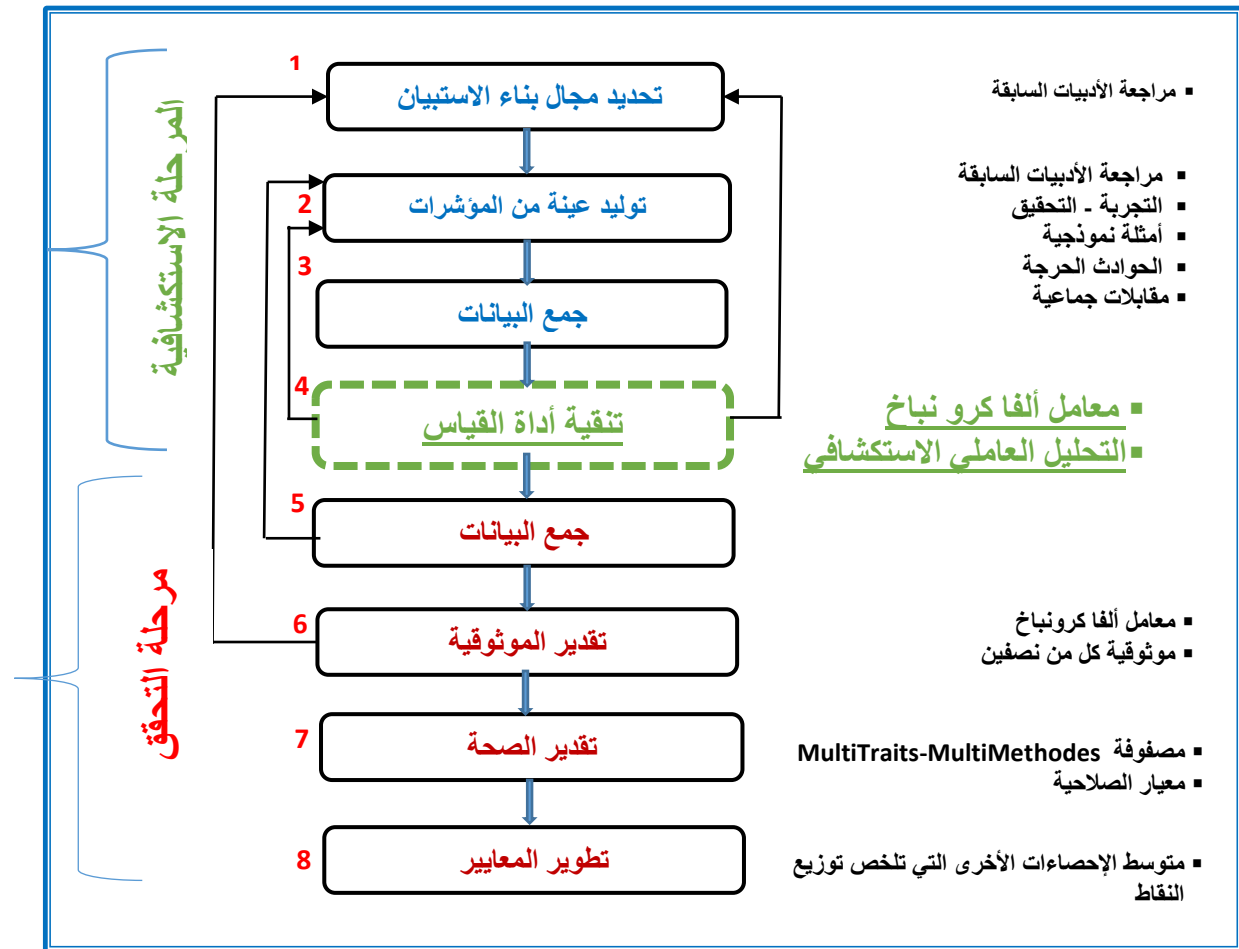 1
تحديد مجال بناء الاستبيان
▪ مراجعة الأدبيات السابقة
المرحلة الاستكشافية
2
توليد عينة من المؤشرات
▪ مراجعة الأدبيات السابقة
▪ التجربة - التحقيق
▪ أمثلة نموذجية
▪ الحوادث الحرجة
▪ مقابلات جماعية
3
جمع البيانات
4
تنقية أداة القياس
▪ معامل ألفا كرو نباخ
▪ التحليل العاملي الاستكشافي
5
جمع البيانات
مرحلة التحقق
6
تقدير الموثوقية
▪ معامل ألفا كرونباخ
▪ موثوقية كل من نصفين
7
تقدير الصحة
▪ مصفوفة MultiTraits-MultiMethodes
▪ معيار الصلاحية
8
تطوير المعايير
▪ متوسط الإحصاءات الأخرى التي تلخص توزيع
النقاط